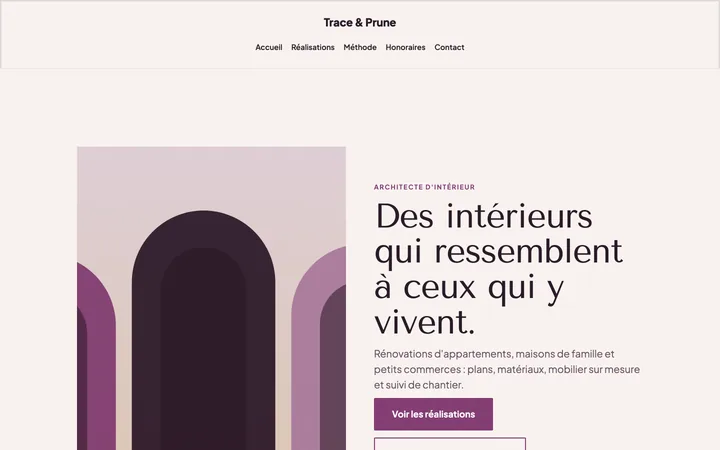 Trace & Prune
Accueil Réalisations Méthode Honoraires Contact
ARCHITECTE D'INTÉRIEUR
Des intérieurs
qui ressemblent
à ceux qui y
vivent.
Rénovations d'appartements, maisons de famille et
petits commerces : plans, matériaux, mobilier sur mesure
et suivi de chantier.
Voir les réalisations